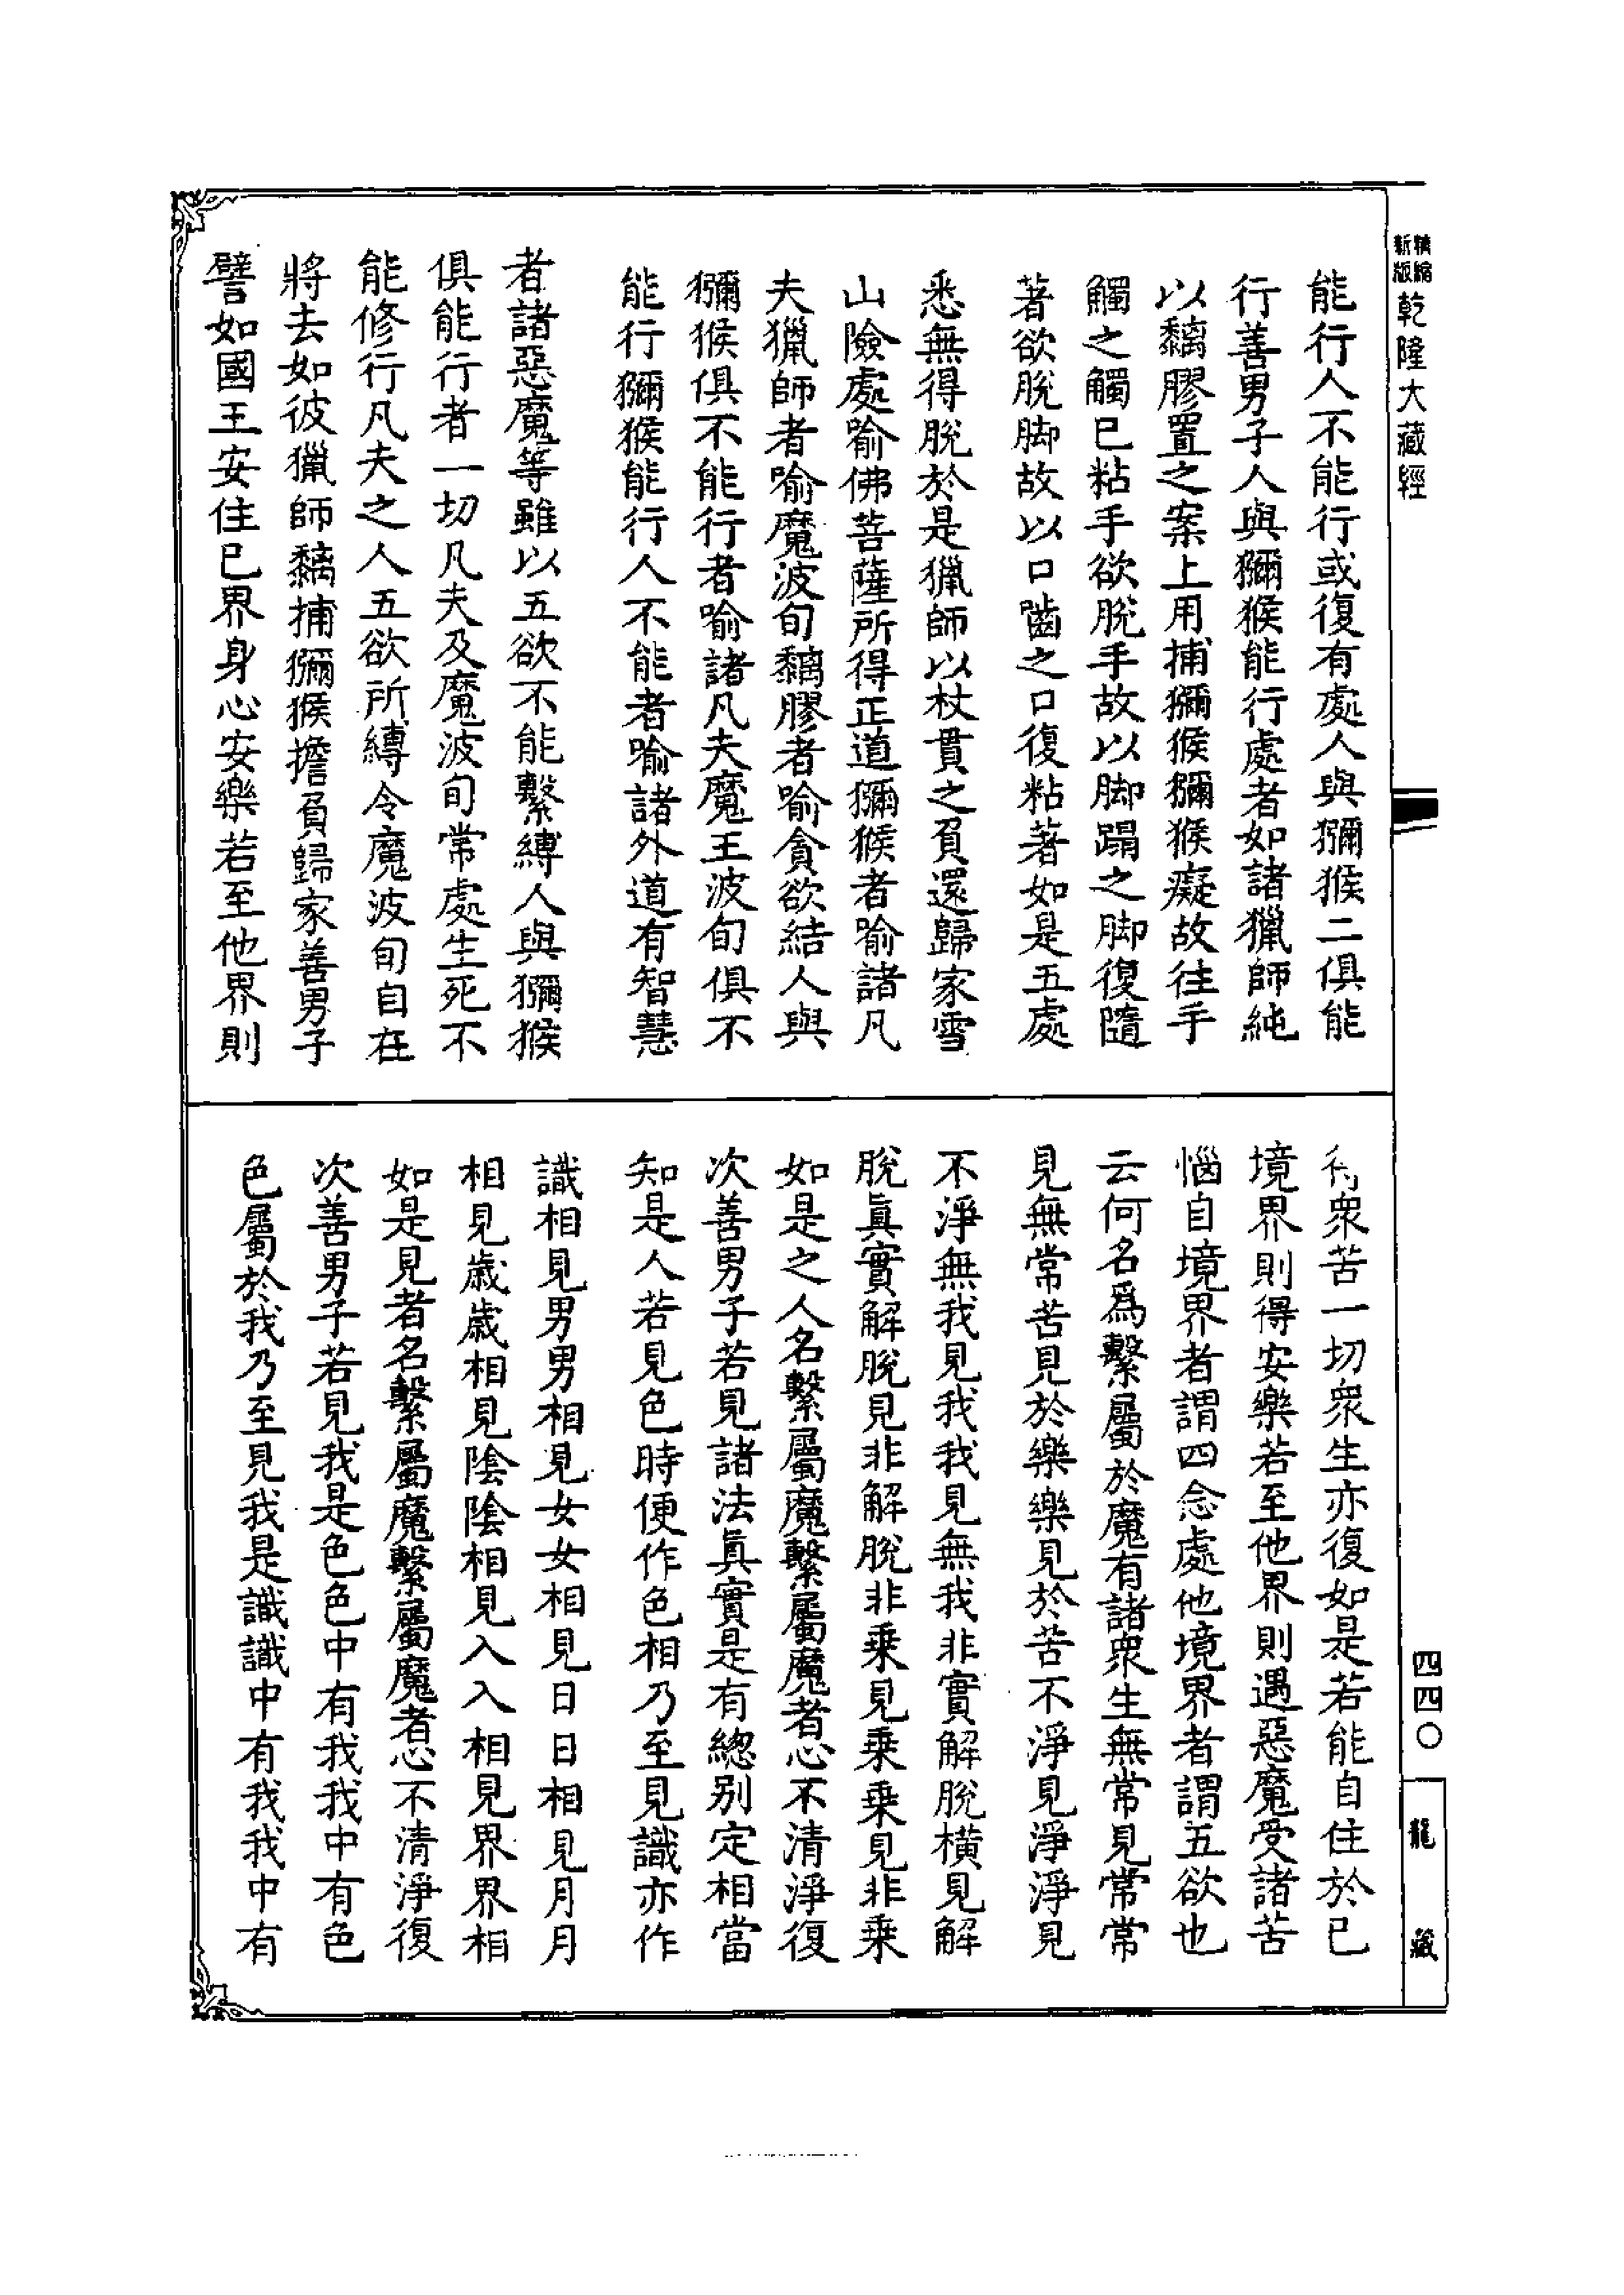 精縮
新版
乾隆大藏經
能行人不能行或復有處人與獼猴二俱能
行善男子人與獼猴能行處者如諸獵師純
以黐膠置之案上用捕獼猴獼猴癡故往手
觸之觸已粘手欲脫手故以脚蹋之脚復隨
著欲脫脚故以口嚙之口復粘著如是五處
悉無得脫於是獵師以杖貫之負還歸家雪
山險處喻佛菩薩所得正道獼猴者喻諸凡
夫獵師者喻魔波旬黐膠者喻貪欲結人與
獼猴俱不能行者喻諸凡夫魔王波旬俱不
能行獼猴能行人不能者喻諸外道有智慧
者諸惡魔等雖以五欲不能繫縛人與獼猴
俱能行者一切凡夫及魔波旬常處生死不
能修行凡夫之人五欲所縛令魔波旬自在
將去如彼獵師黐捕獼猴擔負歸家善男子
譬如國王安住已界身心安樂若至他界則
得衆苦一切衆生亦復如是若能自住於已
境界則得安樂若至他界則遇惡魔受諸苦
惱自境界者謂四念處他境界者謂五欲也
云何名爲繫屬於魔有諸衆生無常見常常
見無常苦見於樂樂見於苦不淨見淨淨見
不淨無我見我我見無我非實解脫橫見解
脫眞實解脫見非解脫非乗見乗乗見非乗
如是之人名繫屬魔繫屬魔者心不清淨復
次善男子若見諸法眞實是有總别定相當
知是人若見色時便作色相乃至見識亦作
識相見男男相見女女相見日日相見月月
相見歲歲相見陰陰相見入入相見界界相
如是見者名繫屬魔繫屬魔者心不清淨復
次善男子若見我是色色中有我我中有色
色屬於我乃至見我是識識中有我我中有
四四〇
龍藏